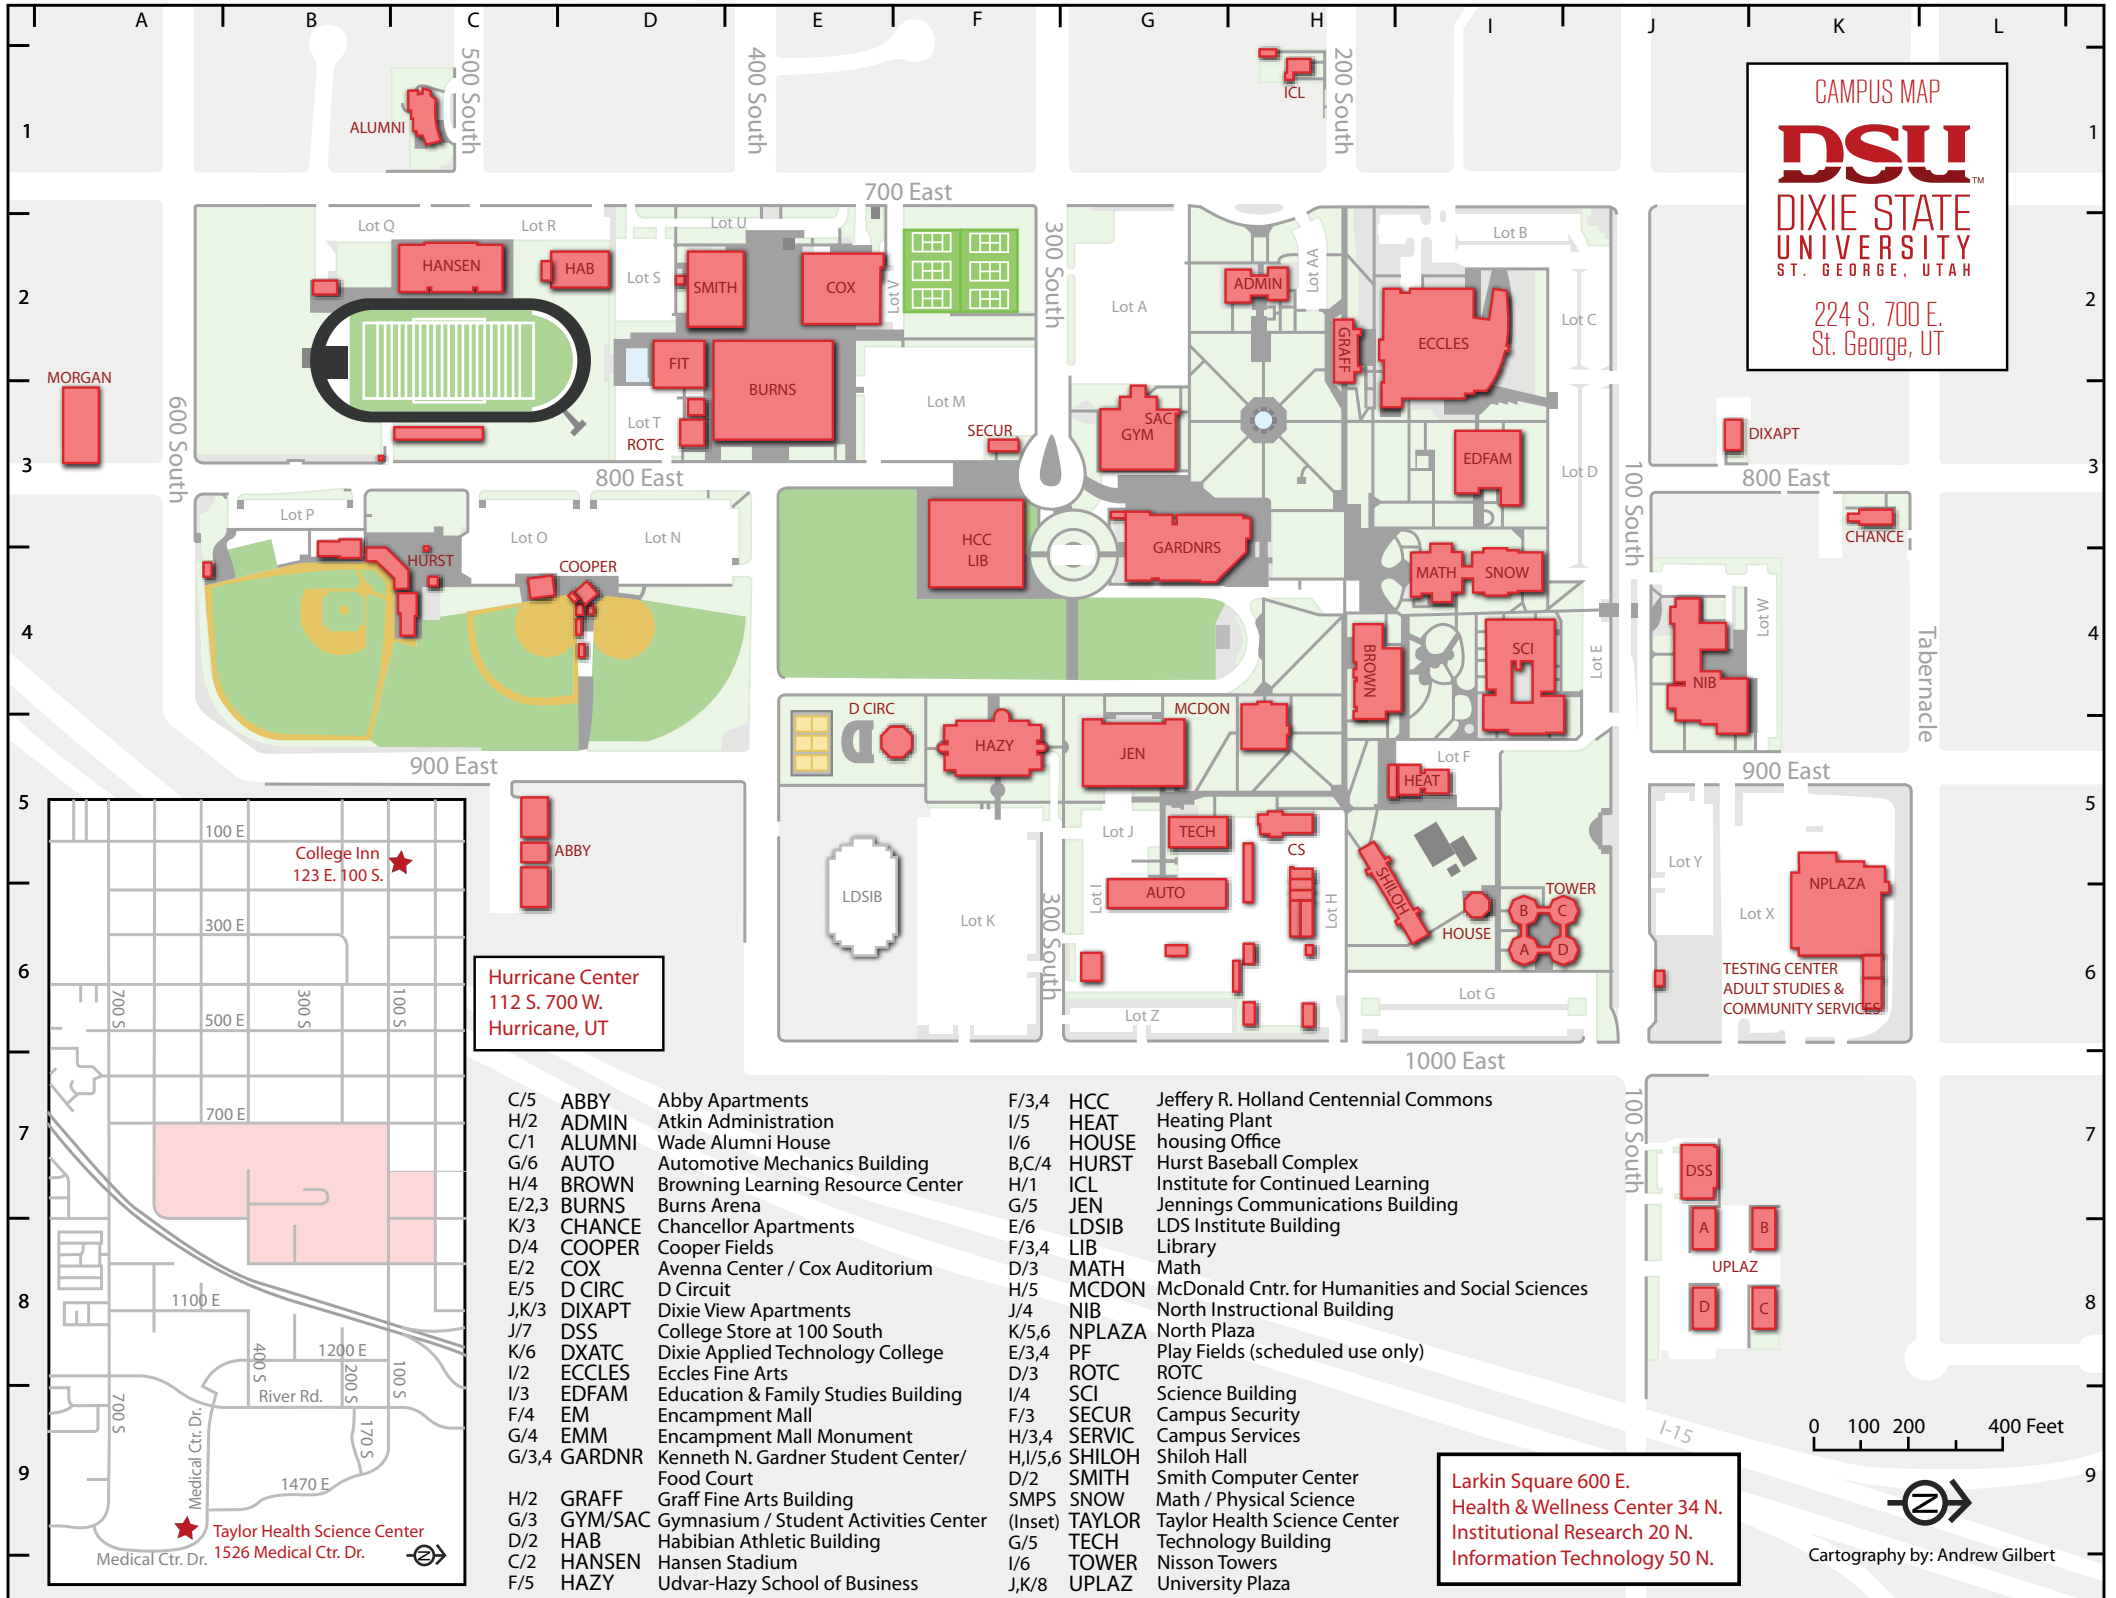 A B C D E F G H I J K L
1
2
3
4
5
6
7
8
9
1
2
3
4
5
6
7
8
9
CAMPUS MAP
DSU™
DIXIE STATE
UNIVERSITY
ST. GEORGE, UTAH
224 S. 700 E.
St. George, UT
500 South
400 South
200 South
ICL
ALUMNI
700 East
Lot Q
Lot R
Lot U
Lot B
HANSEN
HAB
Lot S
SMITH
COX
Lot V
300 South
Lot A
ADMIN
Lot AA
GRAFF
ECCLES
Lot C
FIT
BURNS
MORGAN
600 South
Lot M
Lot T
ROTC
SECUR
SAC
GYM
EDFAM
Lot D
DIXAPT
800 East
800 East
100 South
Lot P
Lot O
Lot N
HURST
COOPER
HCC
LIB
GARDNRS
MATH
SNOW
CHANCE
BROWN
SCI
Lot E
Lot W
NIB
Tabernacle
D CIRC
HAZY
MCDON
JEN
Lot F
HEAT
900 East
900 East
ABBY
LDSIB
Lot K
300 South
Lot J
TECH
Lot I
AUTO
CS
Lot H
SHILOH
HOUSE
TOWER
B
C
A
D
Lot Y
Lot X
NPLAZA
TESTING CENTER
ADULT STUDIES &
COMMUNITY SERVICES
Lot G
Lot Z
1000 East
100 South
DSS
A
B
UPLAZ
D
C
100 E
College Inn
123 E. 100 S.
300 E
700 S
300 S
100 S
500 E
700 E
1100 E
400 S
1200 E
200 S
100 S
River Rd.
700 S
Medical Ctr. Dr.
170 S
1470 E
Taylor Health Science Center
1526 Medical Ctr. Dr.
Medical Ctr. Dr.
N
Hurricane Center
112 S. 700 W.
Hurricane, UT
C/5 ABBY Abby Apartments
H/2 ADMIN Atkin Administration
C/1 ALUMNI Wade Alumni House
G/6 AUTO Automotive Mechanics Building
H/4 BROWN Browning Learning Resource Center
E/2,3 BURNS Burns Arena
K/3 CHANCE Chancellor Apartments
D/4 COOPER Cooper Fields
E/2 COX Avenna Center / Cox Auditorium
E/5 D CIRC D Circuit
J,K/3 DIXAPT Dixie View Apartments
J/7 DSS College Store at 100 South
K/6 DXATC Dixie Applied Technology College
I/2 ECCLES Eccles Fine Arts
I/3 EDFAM Education & Family Studies Building
F/4 EM Encampment Mall
G/4 EMM Encampment Mall Monument
G/3,4 GARDNR Kenneth N. Gardner Student Center/
Food Court
H/2 GRAFF Graff Fine Arts Building
G/3 GYM/SAC Gymnasium / Student Activities Center
D/2 HAB Habibian Athletic Building
C/2 HANSEN Hansen Stadium
F/5 HAZY Udvar-Hazy School of Business
F/3,4 HCC Jeffery R. Holland Centennial Commons
I/5 HEAT Heating Plant
I/6 HOUSE housing Office
B,C/4 HURST Hurst Baseball Complex
H/1 ICL Institute for Continued Learning
G/5 JEN Jennings Communications Building
E/6 LDSIB LDS Institute Building
F/3,4 LIB Library
D/3 MATH Math
H/5 MCDON McDonald Cntr. for Humanities and Social Sciences
J/4 NIB North Instructional Building
K/5,6 NPLAZA North Plaza
E/3,4 PF Play Fields (scheduled use only)
D/3 ROTC ROTC
I/4 SCI Science Building
F/3 SECUR Campus Security
H/3,4 SERVIC Campus Services
H,I/5,6 SHILOH Shiloh Hall
D/2 SMITH Smith Computer Center
SMPS SNOW Math / Physical Science
(Inset) TAYLOR Taylor Health Science Center
G/5 TECH Technology Building
I/6 TOWER Nisson Towers
J,K/8 UPLAZ University Plaza
I-15
0 100 200 400 Feet
Larkin Square 600 E.
Health & Wellness Center 34 N.
Institutional Research 20 N.
Information Technology 50 N.
N
Cartography by: Andrew Gilbert